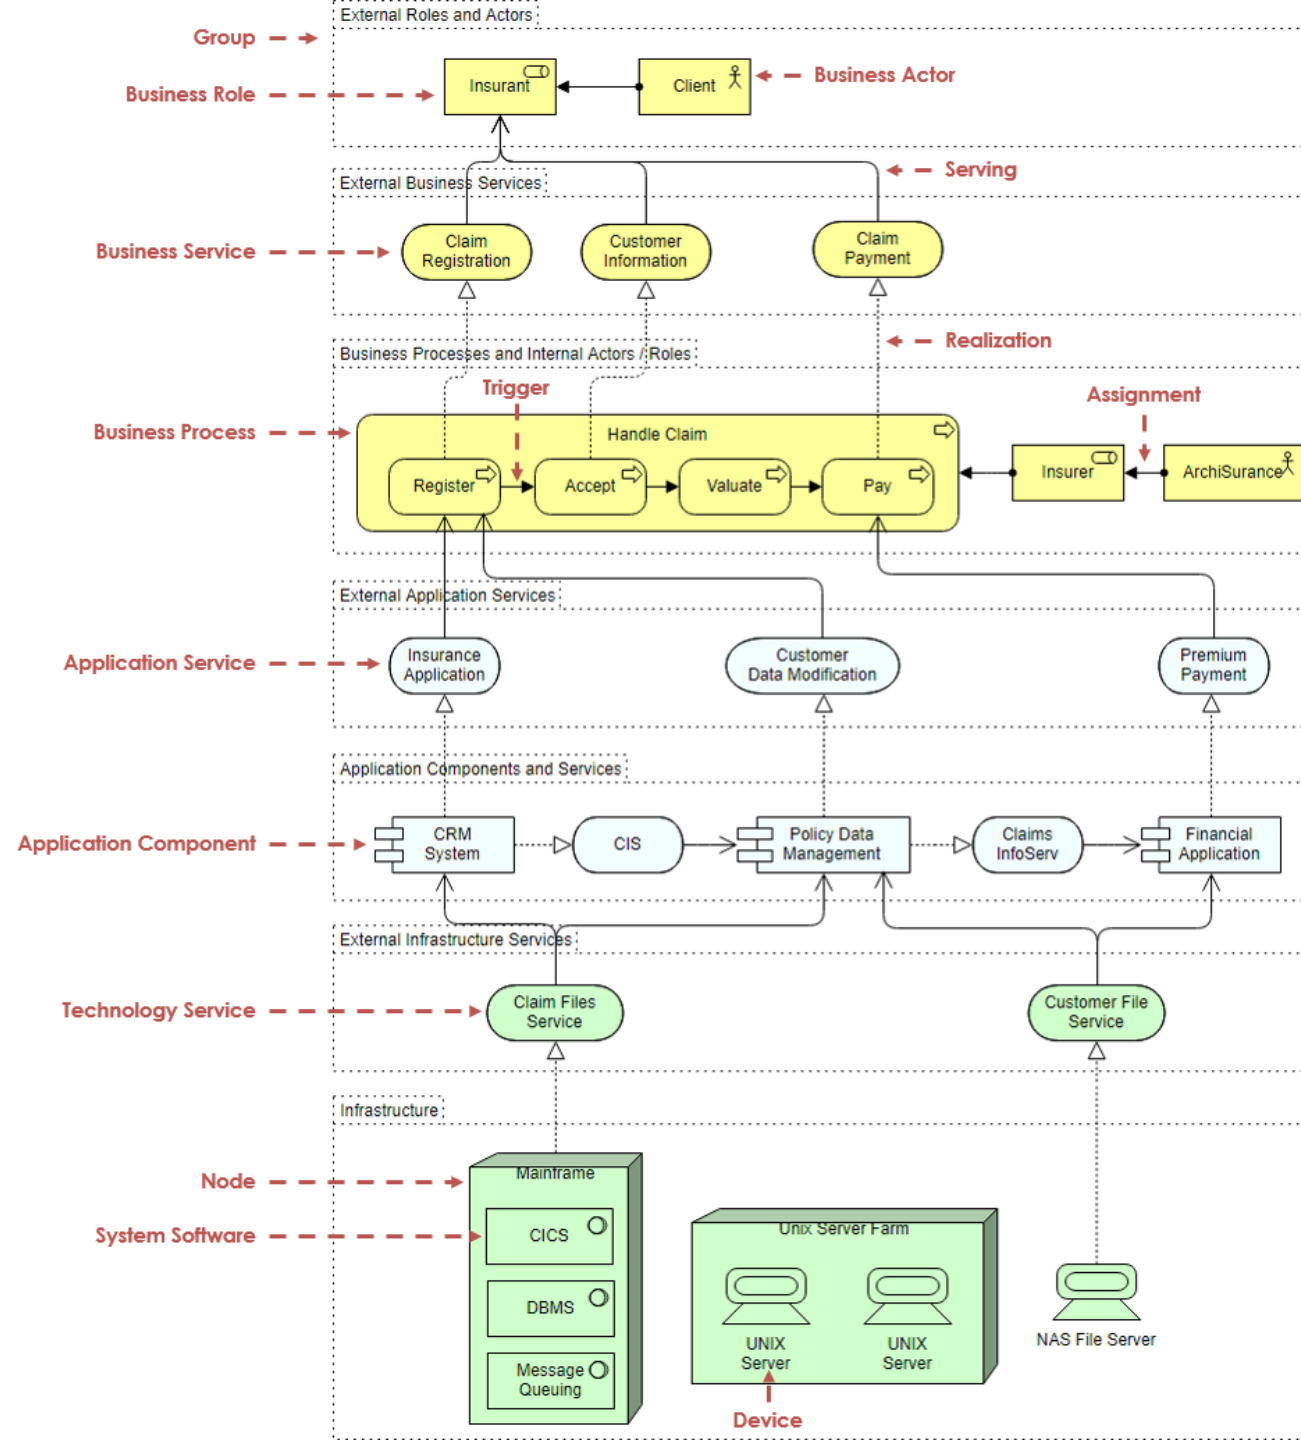 External Roles and Actors
Group
Business Role
Insurant
Client
Business Actor
Serving
External Business Services
Business Service
Claim
Registration
Customer
Information
Claim
Payment
Realization
Business Processes and Internal Actors / Roles
Trigger
Assignment
Business Process
Handle Claim
Register
Accept
Valuate
Pay
Insurer
ArchiSurance
External Application Services
Application Service
Insurance
Application
Customer
Data Modification
Premium
Payment
Application Components and Services
Application Component
CRM
System
CIS
Policy Data
Management
Claims
InfoServ
Financial
Application
External Infrastructure Services
Technology Service
Claim Files
Service
Customer File
Service
Infrastructure
Node
Mainframe
System Software
CICS
DBMS
Message
Queuing
Unix Server Farm
UNIX
Server
UNIX
Server
NAS File Server
Device